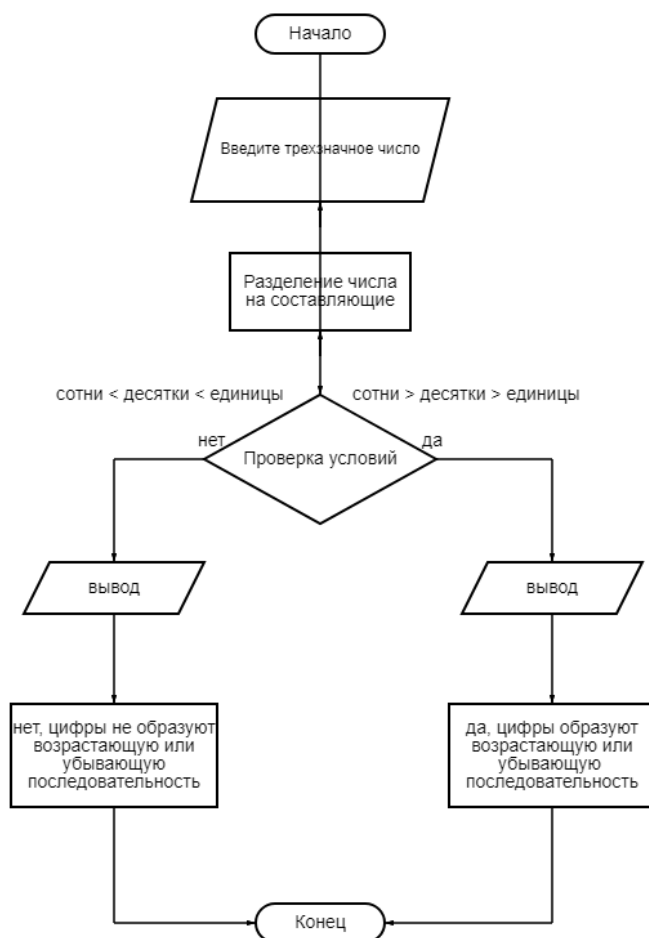 Начало
Введите трехзначное число
Разделение числа
на составляющие
сотни < десятки < единицы
сотни > десятки > единицы
нет
да
Проверка условий
вывод
вывод
нет, цифры не образуют
возрастающую или
убывающую
последовательность
да, цифры образуют
возрастающую или
убывающую
последовательность
Конец